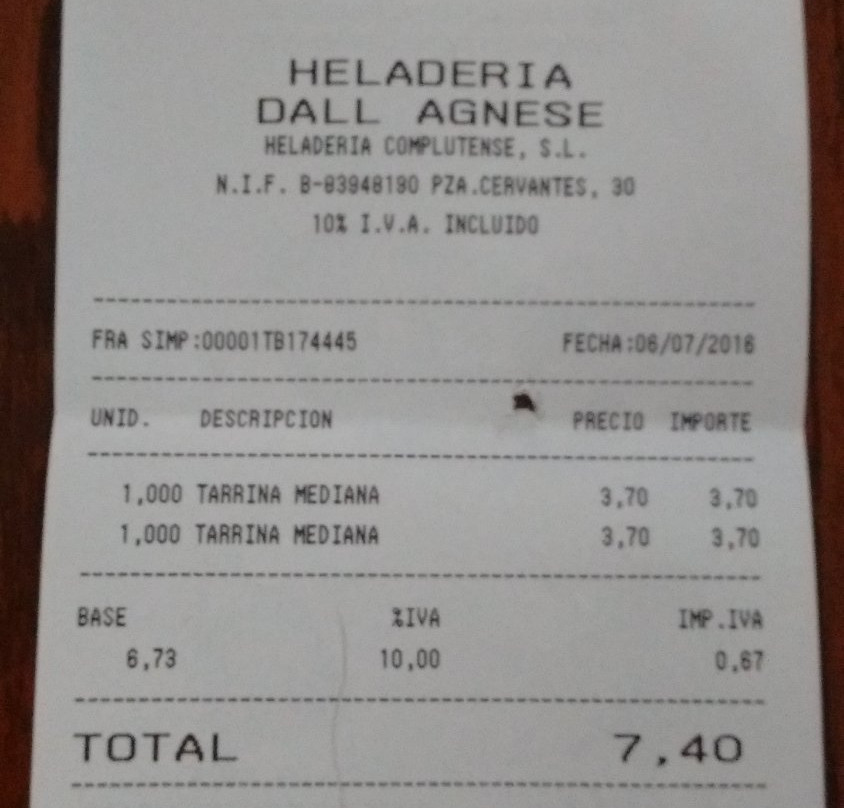 HELADERIA
DALL AGNESE
HELADERIA COMPLUTENSE, S.L.
N.I.F. B-83948190 PZA.CERVANTES, 30
10% I.V.A. INCLUIDO
FRA SIMP:00001TB174445 FECHA:06/07/2016
UNID. DESCRIPCION PRECIO IMPORTE
1,000 TARRINA MEDIANA 3,70 3,70
1,000 TARRINA MEDIANA 3,70 3,70
BASE %IVA IMP.IVA
6,73 10,00 0,67
TOTAL 7,40